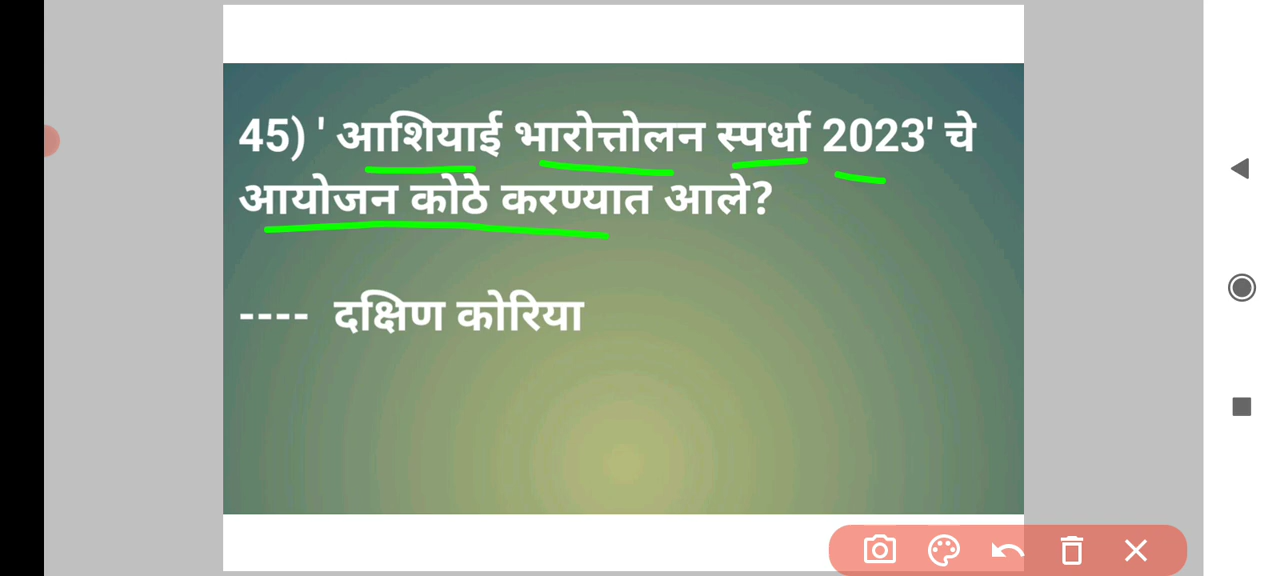 45) ' आशियाई भारोत्तोलन स्पर्धा 2023' चे
आयोजन कोठे करण्यात आले?
---- दक्षिण कोरिया